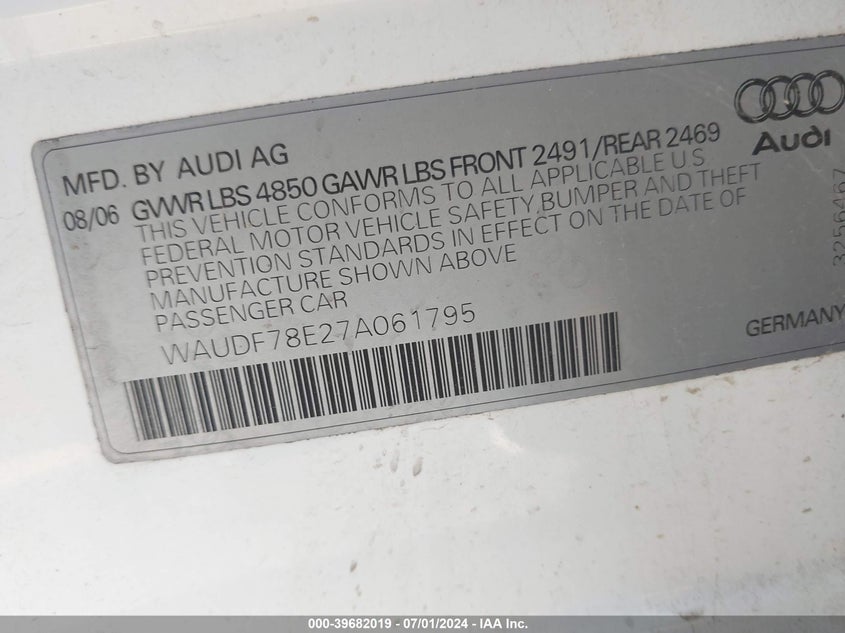 MFD. BY AUDI AG
08/06 GVWR LBS 4850 GAWR LBS FRONT 2491/REAR 2469
THIS VEHICLE CONFORMS TO ALL APPLICABLE U.S
FEDERAL MOTOR VEHICLE SAFETY BUMPER AND THEFT
PREVENTION STANDARDS IN EFFECT ON THE DATE OF
MANUFACTURE SHOWN ABOVE
PASSENGER CAR
WAUDF78E27A061795
Audi
3256467
GERMANY
000-39682019 - 07/01/2024 - IAA Inc.